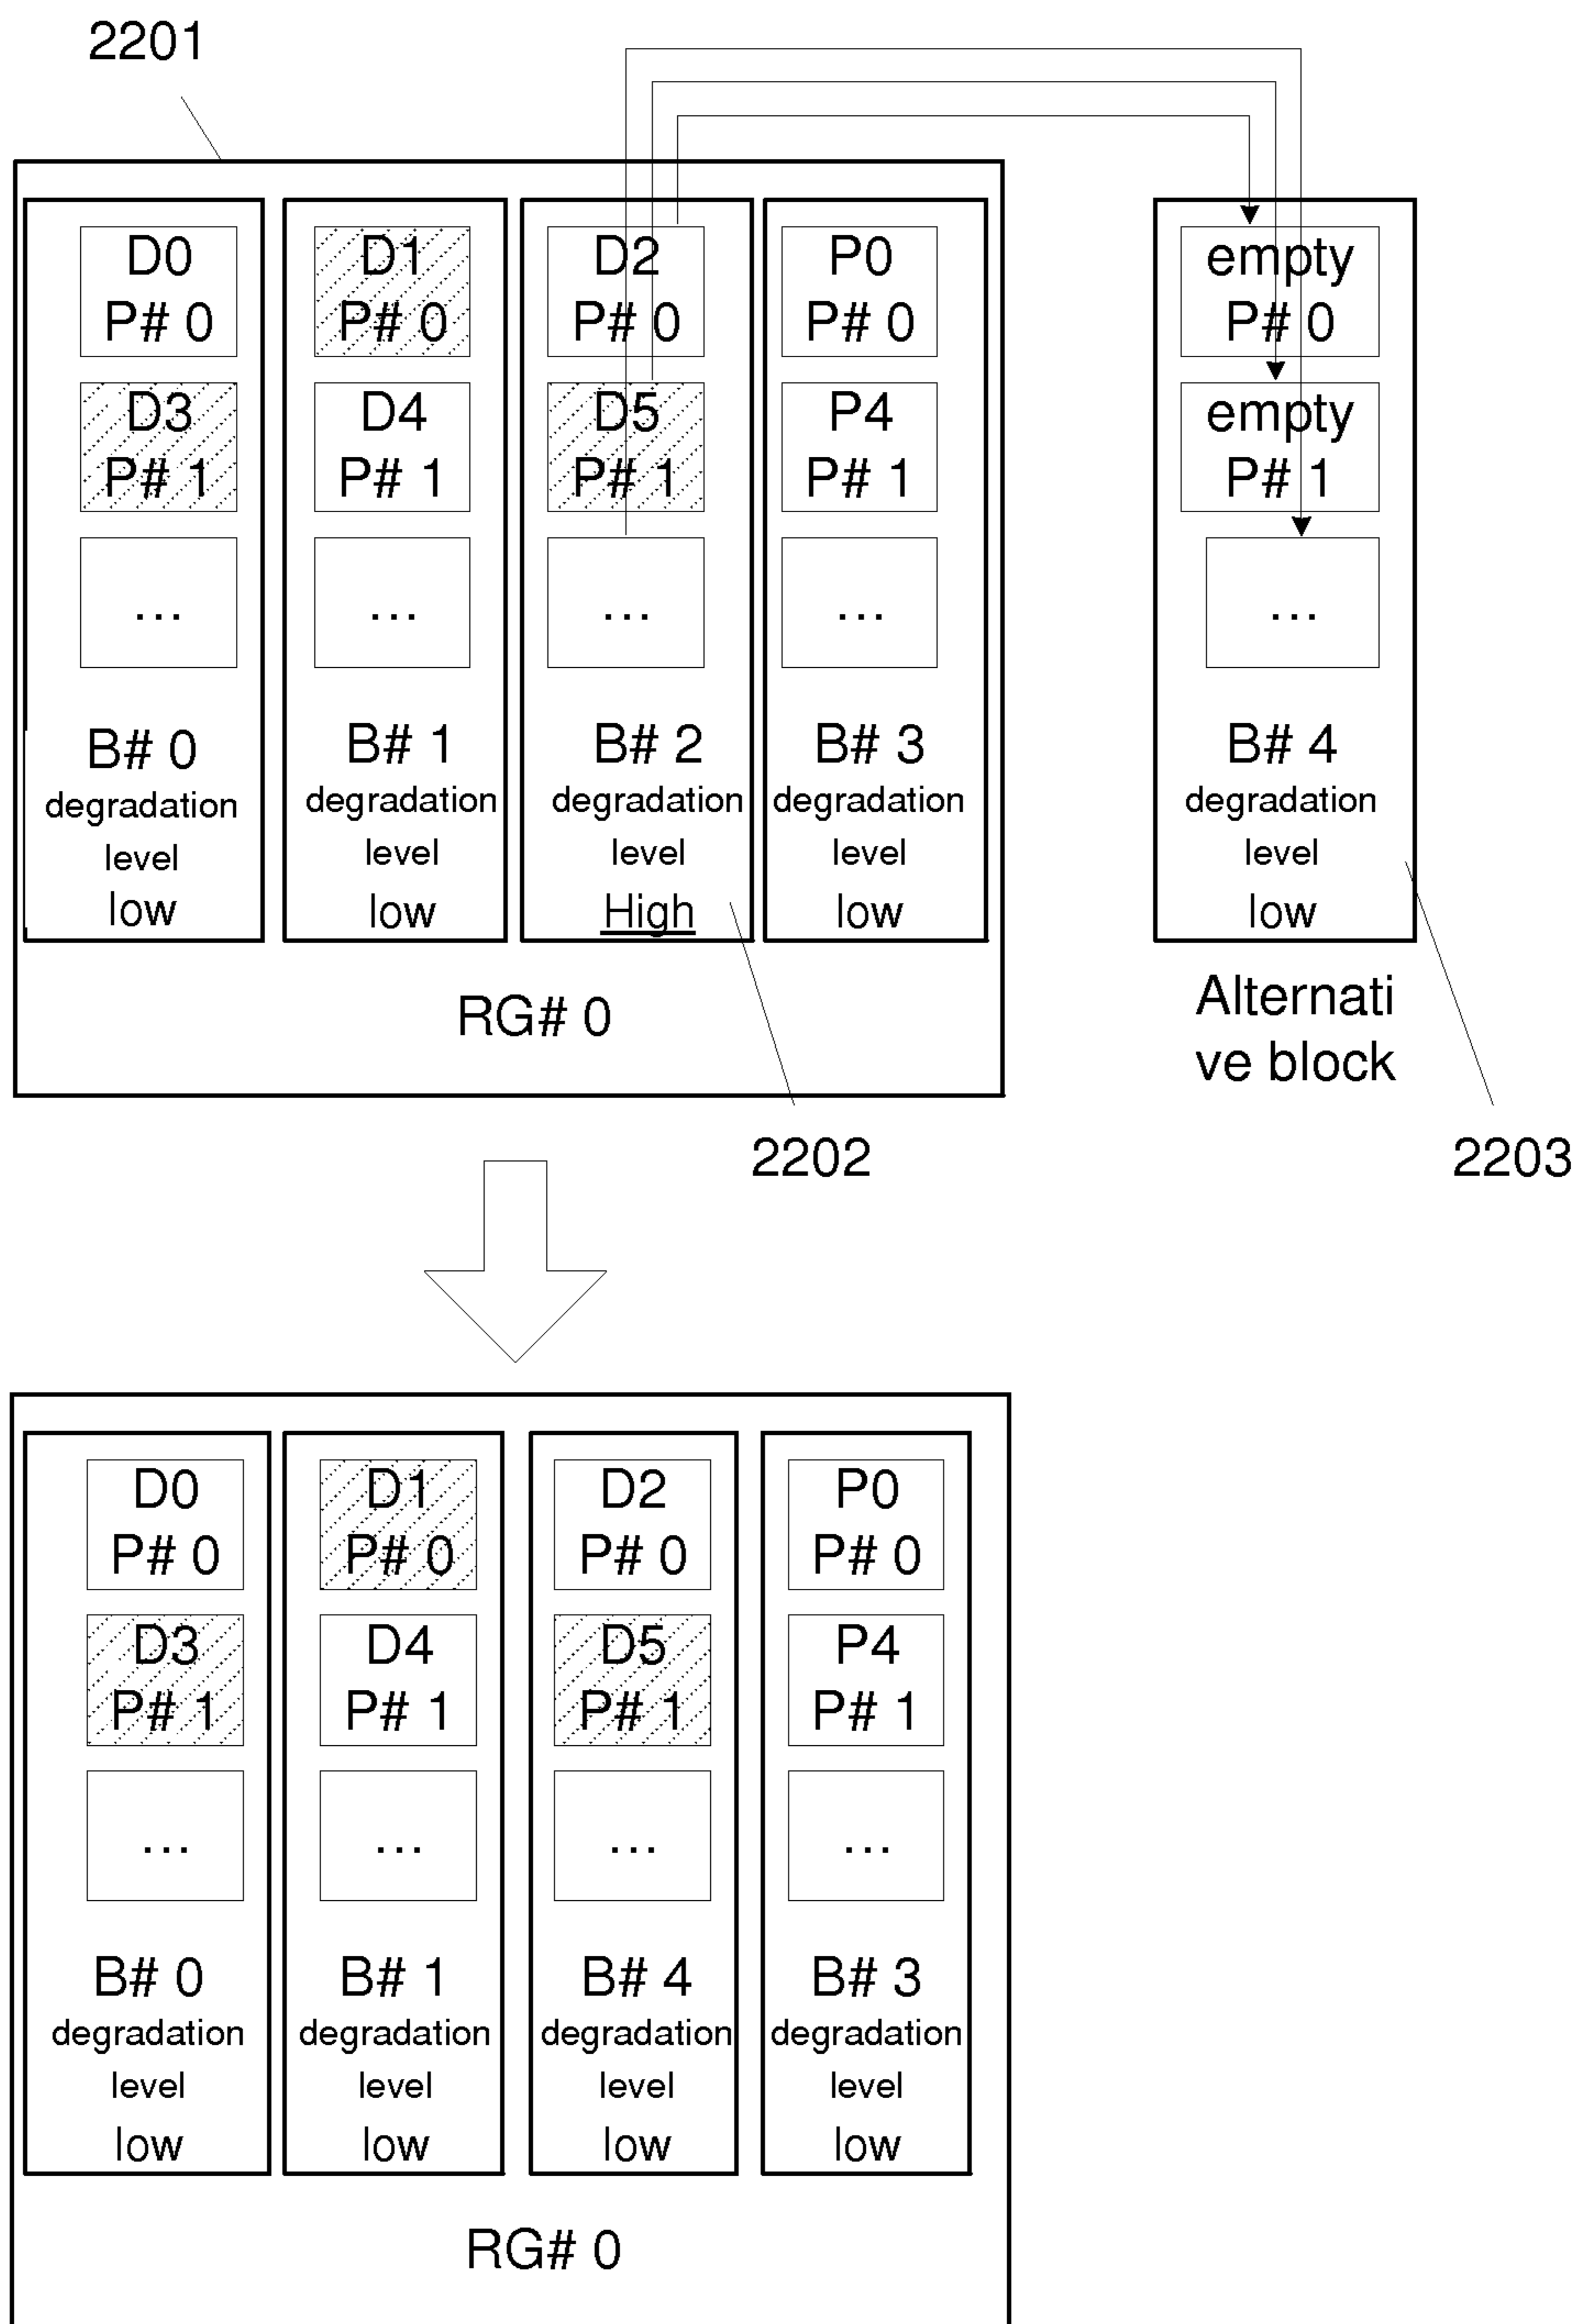 2201
D0
P# 0
D3
P# 1
...
B# 0
degradation
level
low
D1
P# 0
D4
P# 1
...
B# 1
degradation
level
low
D2
P# 0
D5
P# 1
...
B# 2
degradation
level
High
P0
P# 0
P4
P# 1
...
B# 3
degradation
level
low
RG# 0
empty
P# 0
empty
P# 1
...
B# 4
degradation
level
low
Alternati
ve block
2202
2203
D0
P# 0
D3
P# 1
...
B# 0
degradation
level
low
D1
P# 0
D4
P# 1
...
B# 1
degradation
level
low
D2
P# 0
D5
P# 1
...
B# 4
degradation
level
low
P0
P# 0
P4
P# 1
...
B# 3
degradation
level
low
RG# 0